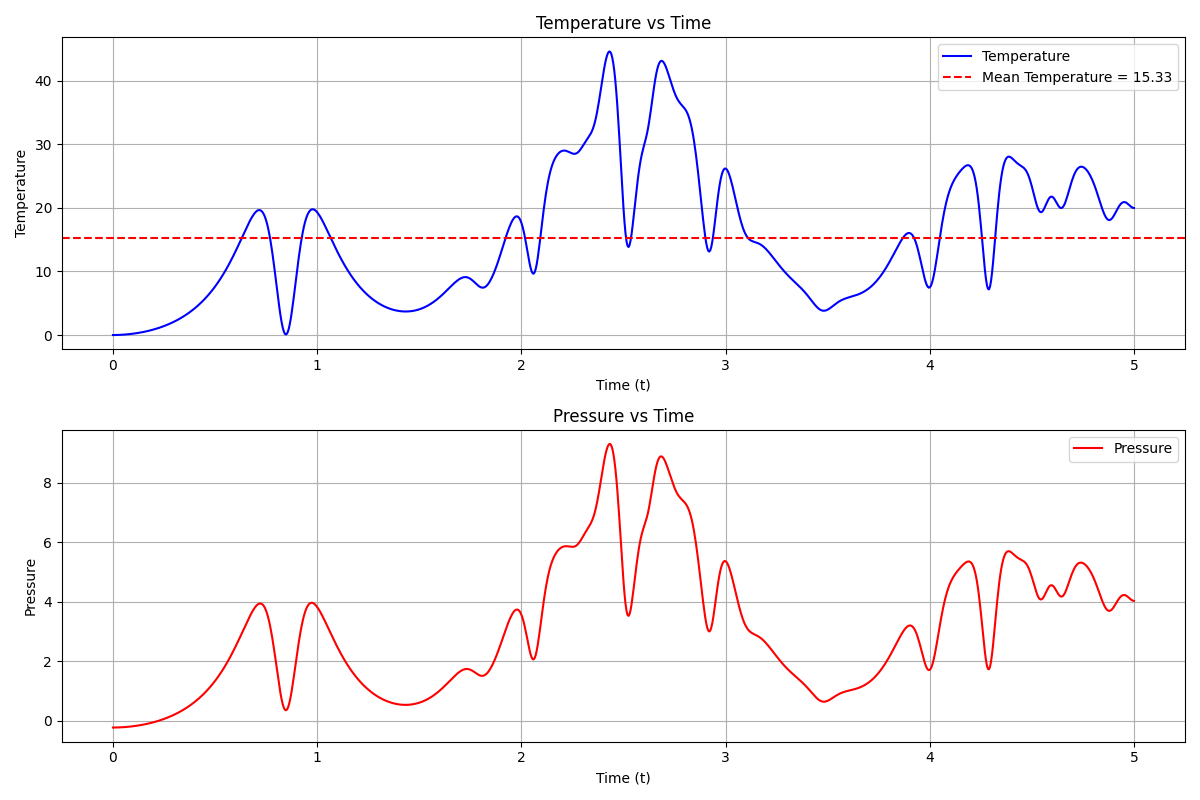 Temperature vs Time
Temperature
Mean Temperature = 15.33
Temperature
40
30
20
10
0
0 1 2 3 4 5
Time (t)
Pressure vs Time
Pressure
Pressure
8
6
4
2
0
0 1 2 3 4 5
Time (t)